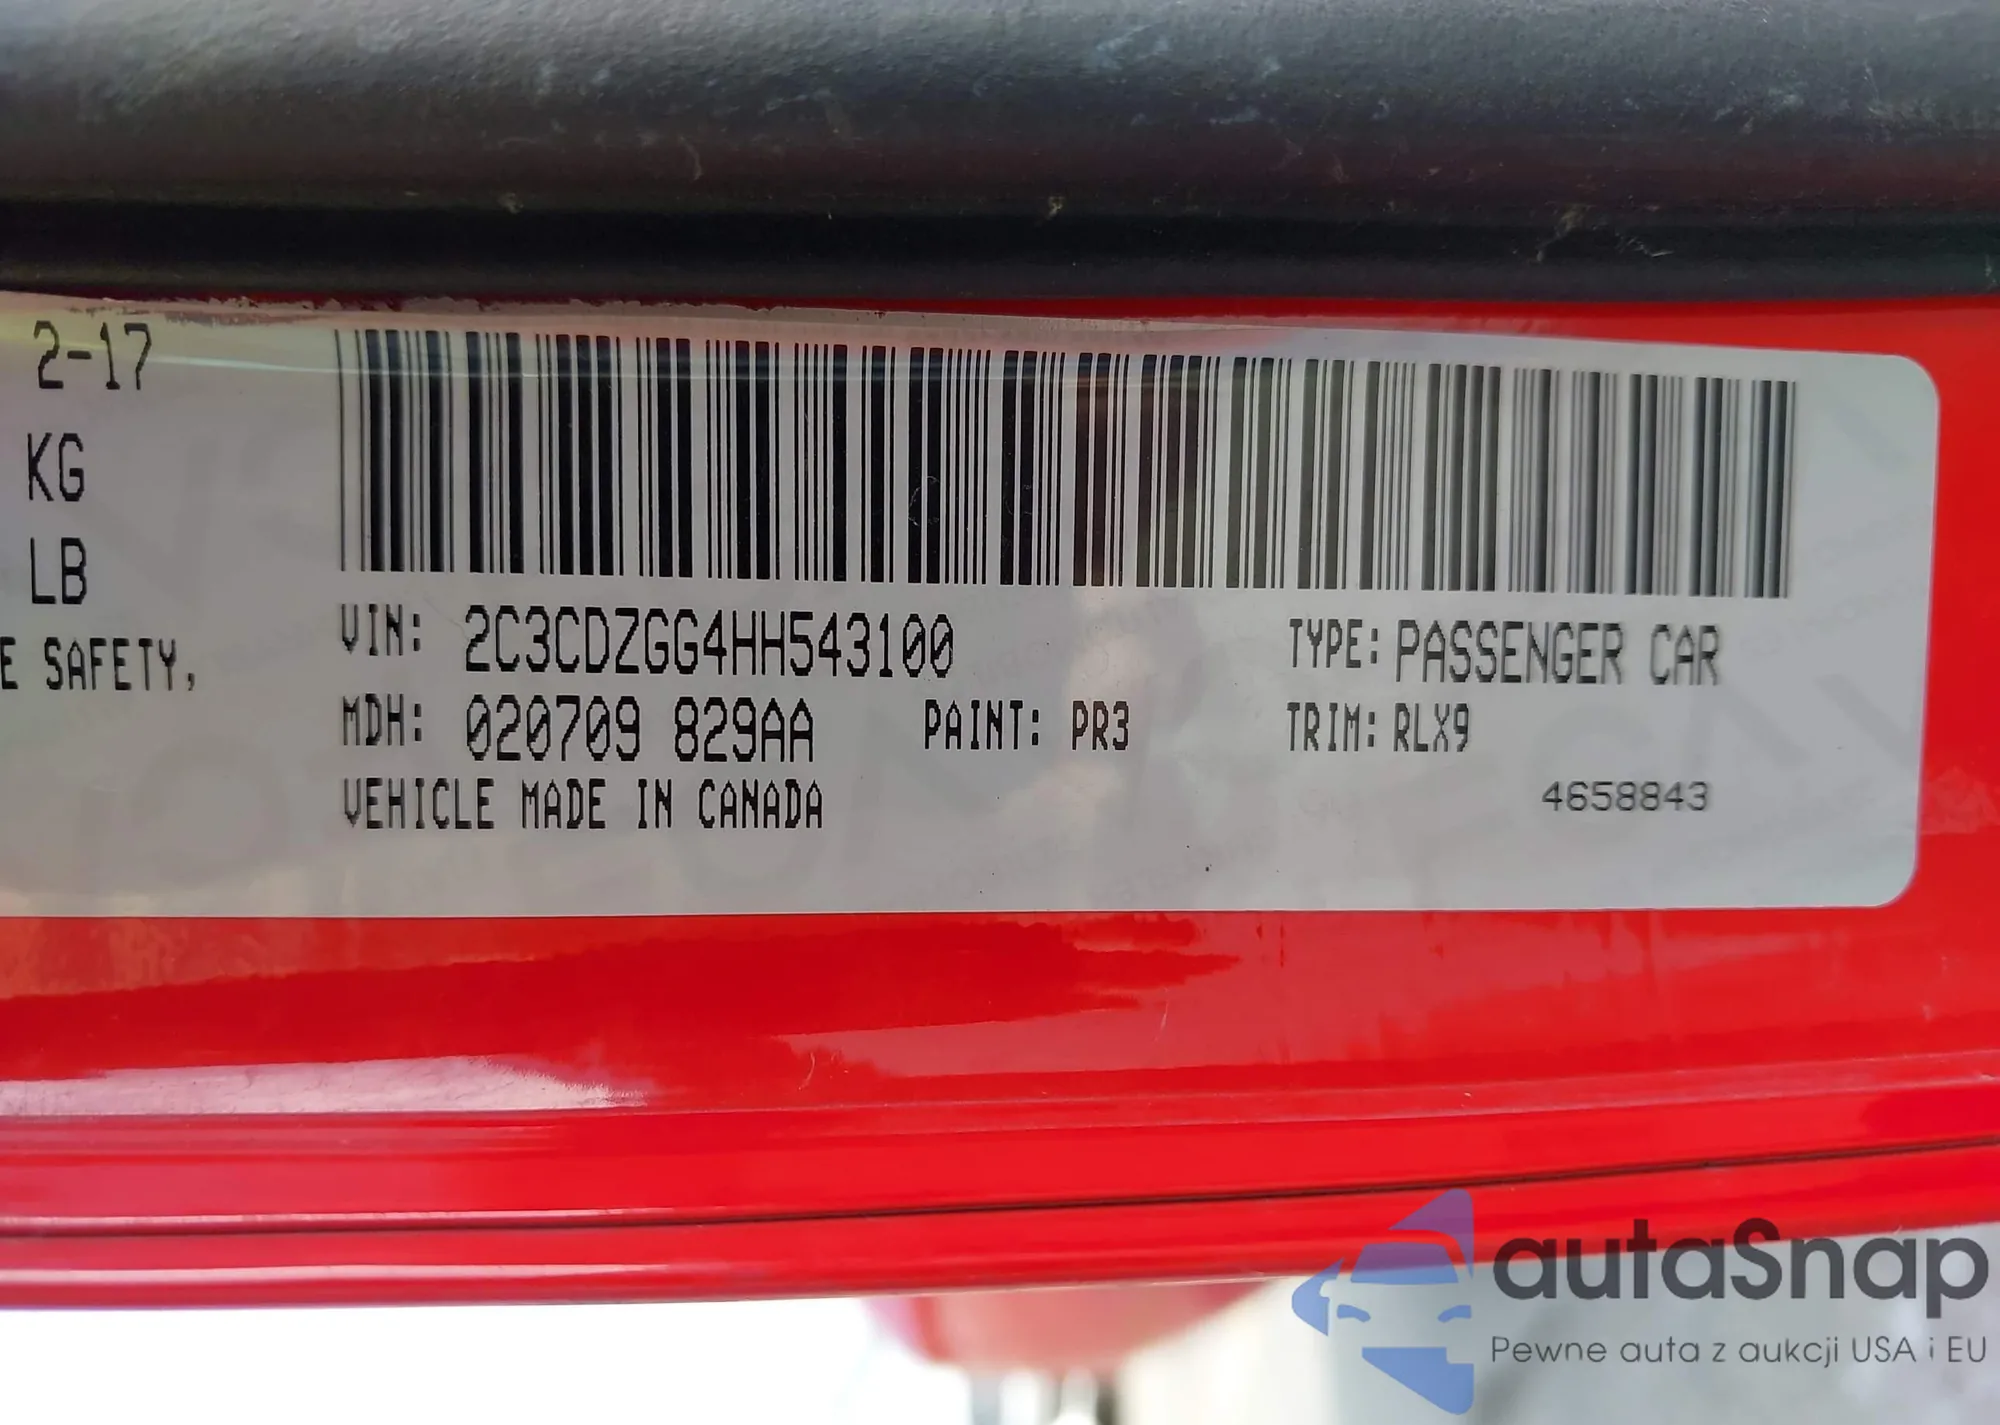 2-17
KG
LB
E SAFETY,
VIN: 2C3CDZGG4HH543100
TYPE: PASSENGER CAR
MDH: 020709 829AA
PAINT: PR3
TRIM: RLX9
VEHICLE MADE IN CANADA
4658843
autaSnap
Pewne auta z aukcji USA i EU